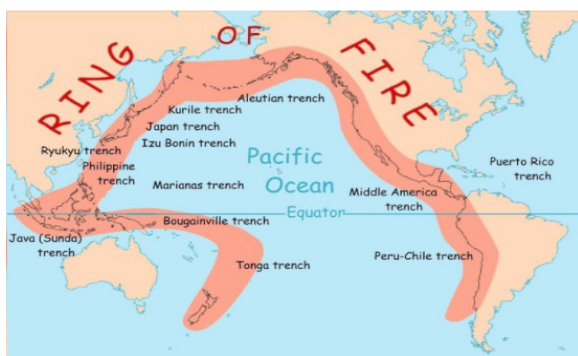 RING OF FIRE
Aleutian trench
Kurile trench
Japan trench
Izu Bonin trench
Ryukyu trench
Philippine
trench
Marianas trench
Pacific
Ocean
Equator
Puerto Rico
trench
Middle America
trench
Bougainville trench
Java (Sunda)
trench
Tonga trench
Peru-Chile trench